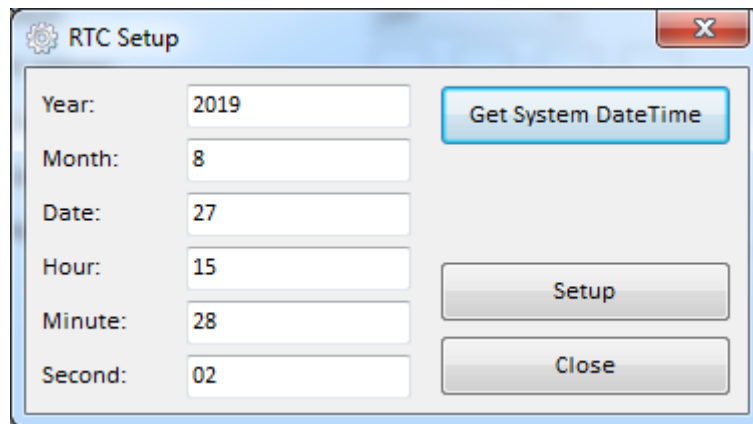 RTC Setup
Year: 2019 Get System DateTime
Month: 8
Date: 27
Hour: 15
Setup
Minute: 28
Close
Second: 02